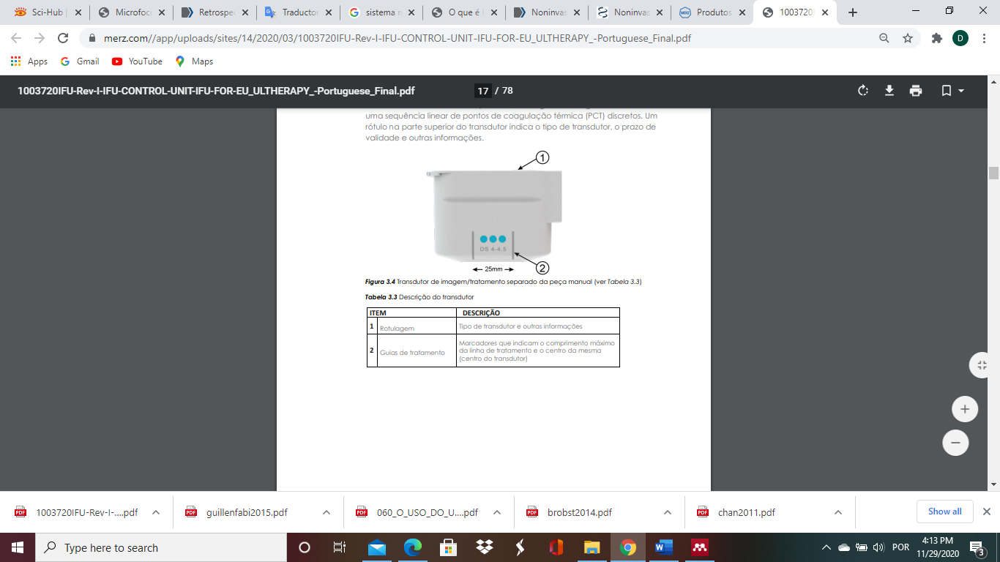 Sci-Hub |
Microfoc
Retrospec
Traductor
sistema n
O que é
Noninvas
Noninvas
Produtos
1003720I
merz.com//app/uploads/sites/14/2020/03/1003720IFU-Rev-I-IFU-CONTROL-UNIT-IFU-FOR-EU_ULTHERAPY_-Portuguese_Final.pdf
D
Apps
Gmail
YouTube
Maps
1003720IFU-Rev-I-IFU-CONTROL-UNIT-IFU-FOR-EU_ULTHERAPY_-Portuguese_Final.pdf
17 / 78
uma sequência linear de pontos de coagulação térmica (PCT) discretos. Um
rótulo na parte superior do transdutor indica o tipo de transdutor, o prazo de
validade e outras informações.
1
DS 4-4.5
2
25mm
Figura 3.4 Transdutor de imagem/tratamento separado da peça manual (ver Tabela 3.3)
Tabela 3.3 Descrição do transdutor
ITEM DESCRIÇÃO
1 Rotulagem Tipo de transdutor e outras informações
2 Guias de tratamento Marcadores que indicam o comprimento máximo
da linha de tratamento e o centro da mesma
(centro do transdutor)
1003720IFU-Rev-I-....pdf
guillenfabi2015.pdf
060_O_USO_DO_U....pdf
brobst2014.pdf
chan2011.pdf
Show all
Type here to search
POR
4:13 PM
11/29/2020
3